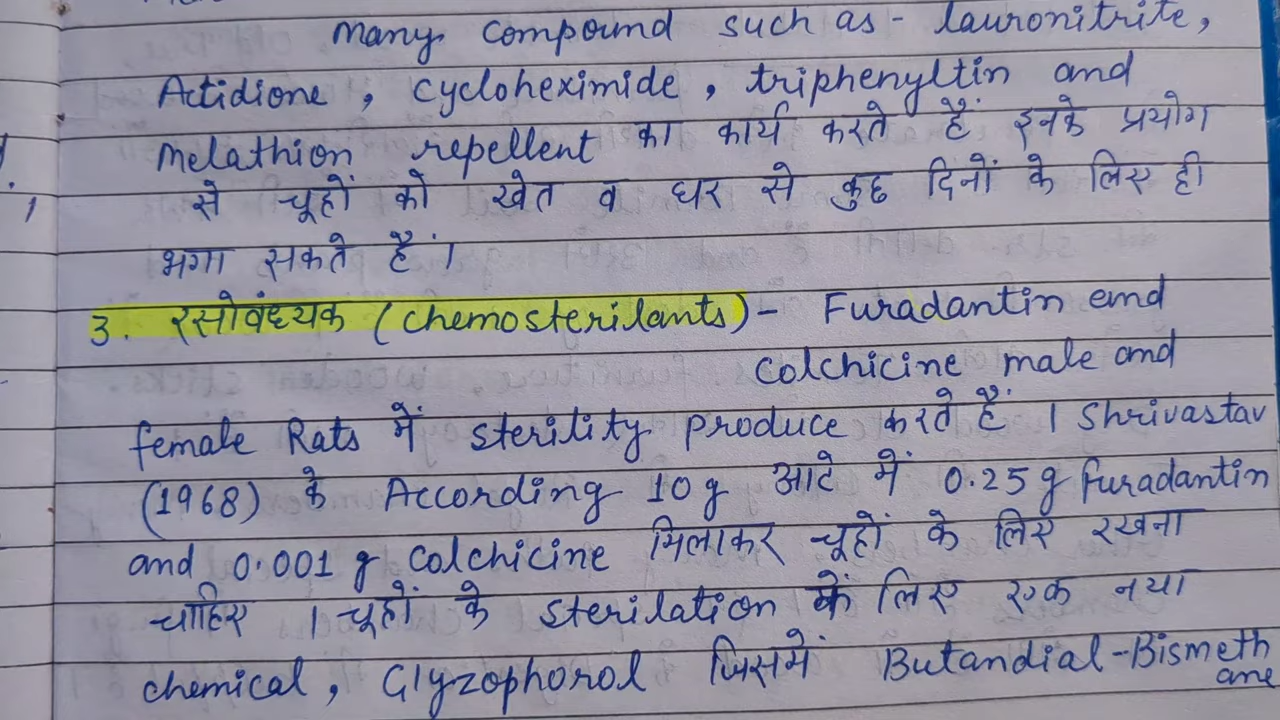 many compound such as - lauronitrite,
Actidione, cycloheximide, triphenyltin and
Melathion repellent का कार्य करते हैं इनके प्रयोग
से चूहों को खेत व घर से कुछ दिनों के लिए ही
भगा सकते हैं।
3. रसोवंध्यक (chemosterilants) - Furadantin and
Colchicine male and
female Rats में sterility produce करते हैं । Shrivastav
(1968) के According 10g आटे में 0.25g furadantin
and 0.001 g Colchicine मिलाकर चूहों के लिए रखना
चाहिए । चूहों के sterilation के लिए एक नया
chemical, Glyzophorol जिसमें Butandial-Bismeth
ane